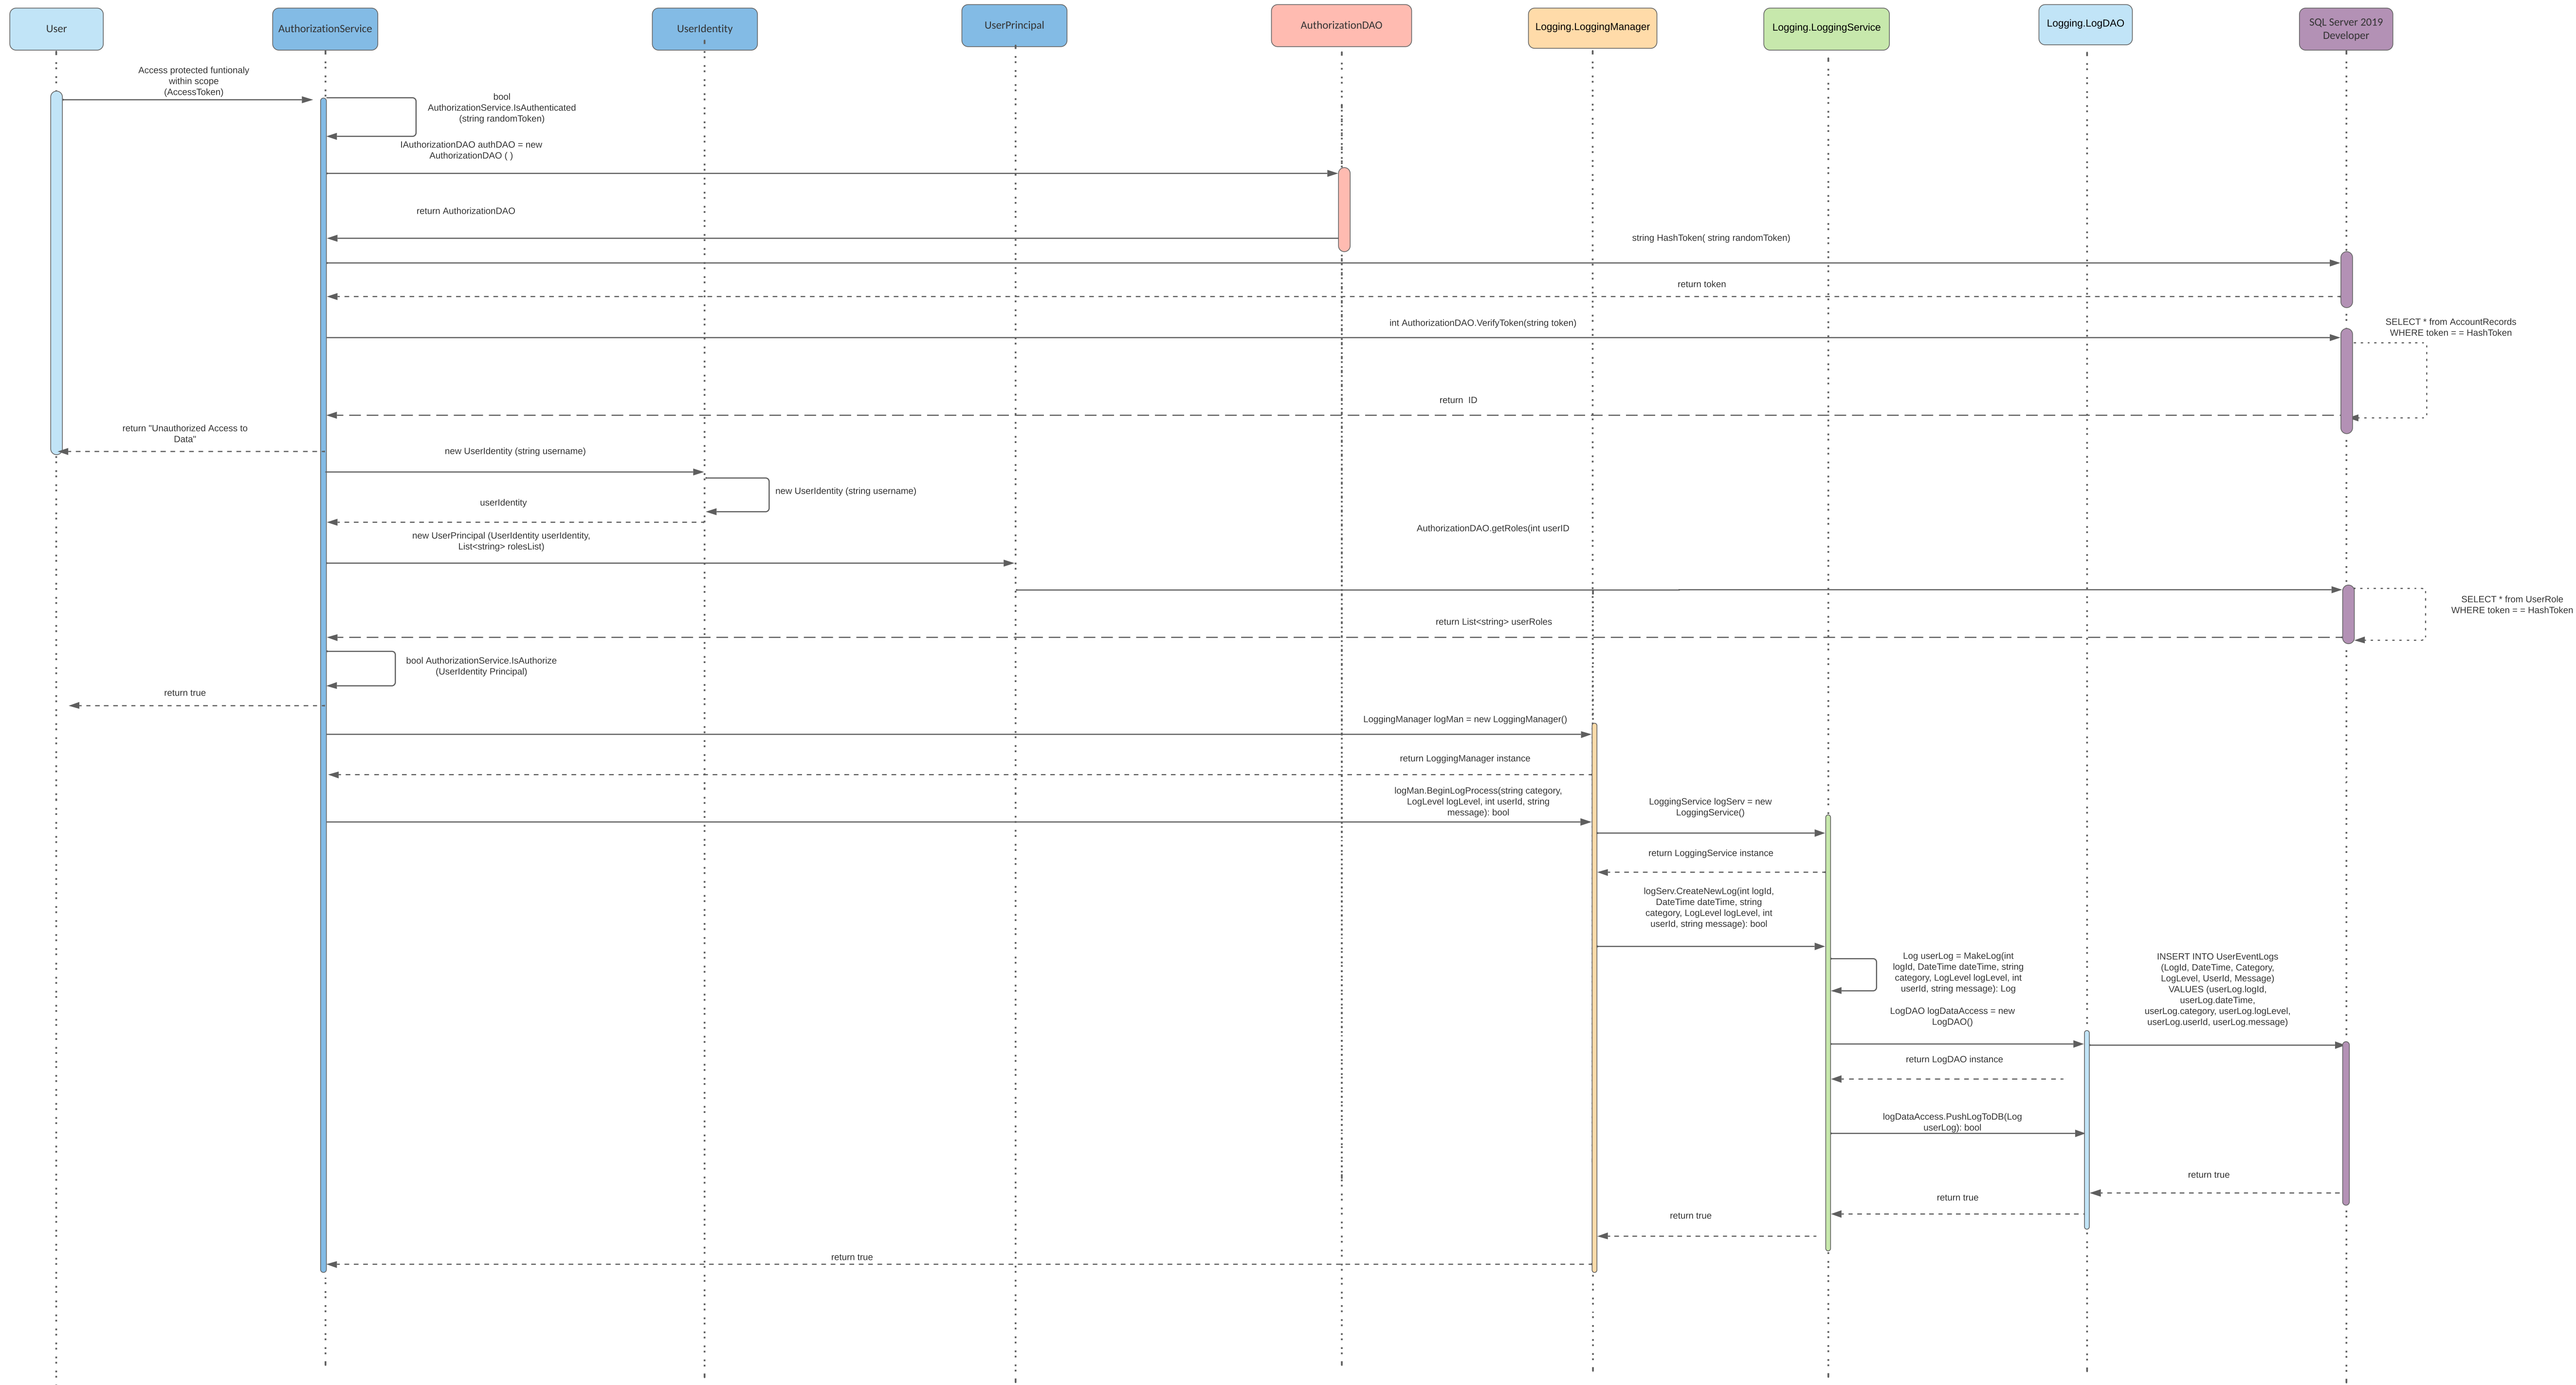 User
AuthorizationService
UserIdentity
UserPrincipal
AuthorizationDAO
Logging.LoggingManager
Logging.LoggingService
Logging.LogDAO
SQL Server 2019
Developer
Access protected funtionaly
within scope
(AccessToken)
bool
AuthorizationService.IsAuthenticated
(string randomToken)
IAuthorizationDAO authDAO = new
AuthorizationDAO ( )
return AuthorizationDAO
string HashToken( string randomToken)
return token
int AuthorizationDAO.VerifyToken(string token)
SELECT * from AccountRecords
WHERE token = = HashToken
return  ID
return "Unauthorized Access to
Data"
new UserIdentity (string username)
new UserIdentity (string username)
userIdentity
AuthorizationDAO.getRoles(int userID
new UserPrincipal (UserIdentity userIdentity,
List<string> rolesList)
SELECT * from UserRole
WHERE token = = HashToken
return List<string> userRoles
bool AuthorizationService.IsAuthorize
(UserIdentity Principal)
return true
LoggingManager logMan = new LoggingManager()
return LoggingManager instance
logMan.BeginLogProcess(string category,
LogLevel logLevel, int userId, string
message): bool
LoggingService logServ = new
LoggingService()
return LoggingService instance
logServ.CreateNewLog(int logId,
DateTime dateTime, string
category, LogLevel logLevel, int
userId, string message): bool
Log userLog = MakeLog(int
logId, DateTime dateTime, string
category, LogLevel logLevel, int
userId, string message): Log
INSERT INTO UserEventLogs
(LogId, DateTime, Category,
LogLevel, UserId, Message)
VALUES (userLog.logId,
userLog.dateTime,
userLog.category, userLog.logLevel,
userLog.userId, userLog.message)
LogDAO logDataAccess = new
LogDAO()
return LogDAO instance
logDataAccess.PushLogToDB(Log
userLog): bool
return true
return true
return true
return true